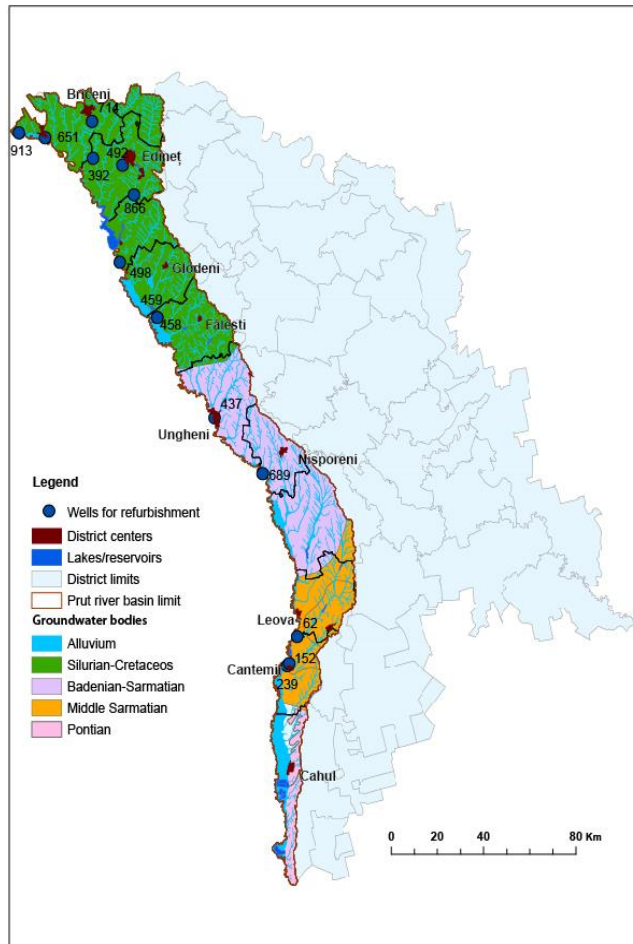 Briceni
714
651
913
492
Edineț
392
866
498
Glodeni
459
458
Fălești
437
Ungheni
Nisporeni
689
Legend
Wells for refurbishment
District centers
Lakes/reservoirs
District limits
Prut river basin limit
Groundwater bodies
Alluvium
Silurian-Cretaceos
Badenian-Sarmatian
Middle Sarmatian
Pontian
Leova
62
Cantemir
152
239
Cahul
0 20 40 80 Km